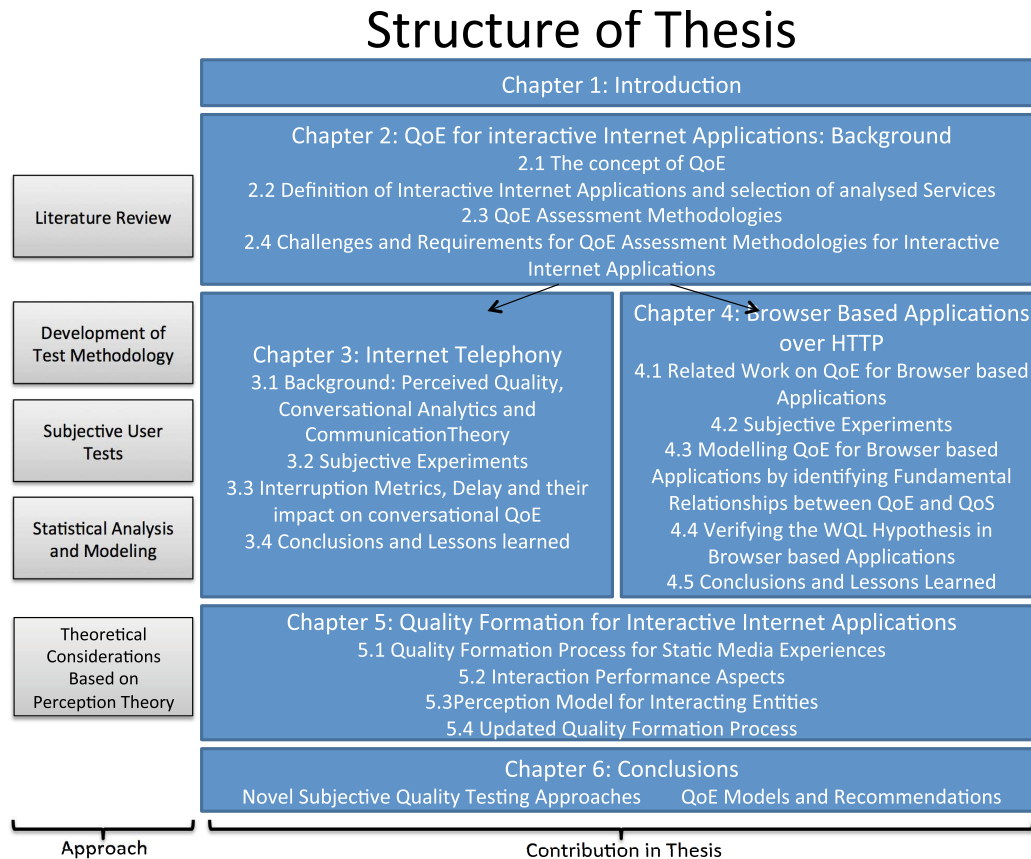 Structure of Thesis
Chapter 1: Introduction
Chapter 2: QoE for interactive Internet Applications: Background
2.1 The concept of QoE
2.2 Definition of Interactive Internet Applications and selection of analysed Services
2.3 QoE Assessment Methodologies
2.4 Challenges and Requirements for QoE Assessment Methodologies for Interactive
Internet Applications
Literature Review
Development of
Test Methodology
Subjective User
Tests
Statistical Analysis
and Modeling
Chapter 3: Internet Telephony
3.1 Background: Perceived Quality,
Conversational Analytics and
CommunicationTheory
3.2 Subjective Experiments
3.3 Interruption Metrics, Delay and their
impact on conversational QoE
3.4 Conclusions and Lessons learned
Chapter 4: Browser Based Applications
over HTTP
4.1 Related Work on QoE for Browser based
Applications
4.2 Subjective Experiments
4.3 Modelling QoE for Browser based
Applications by identifying Fundamental
Relationships between QoE and QoS
4.4 Verifying the WQL Hypothesis in
Browser based Applications
4.5 Conclusions and Lessons Learned
Theoretical
Considerations
Based on
Perception Theory
Chapter 5: Quality Formation for Interactive Internet Applications
5.1 Quality Formation Process for Static Media Experiences
5.2 Interaction Performance Aspects
5.3Perception Model for Interacting Entities
5.4 Updated Quality Formation Process
Chapter 6: Conclusions
Novel Subjective Quality Testing Approaches QoE Models and Recommendations
Approach
Contribution in Thesis